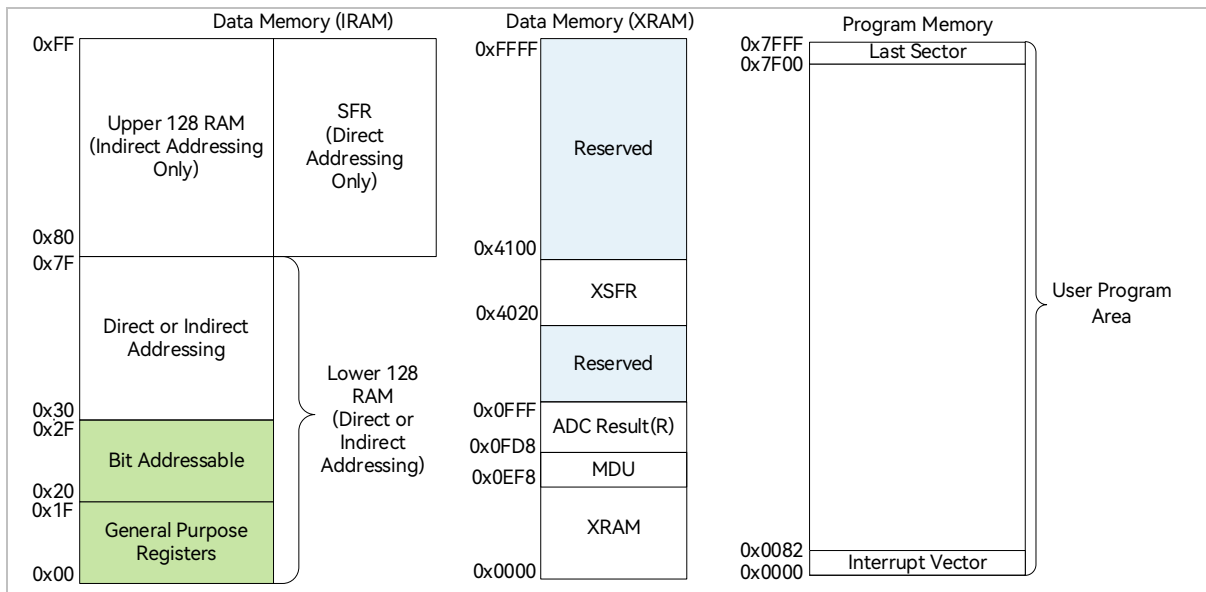 Data Memory (IRAM)
0xFF
Upper 128 RAM
(Indirect Addressing
Only)
SFR
(Direct
Addressing
Only)
0x80
0x7F
Direct or Indirect
Addressing
0x30
0x2F
Bit Addressable
0x20
0x1F
General Purpose
Registers
0x00
Lower 128
RAM
(Direct or
Indirect
Addressing)
Data Memory (XRAM)
0xFFFF
Reserved
0x4100
XSFR
0x4020
Reserved
0x0FFF
ADC Result(R)
0x0FD8
MDU
0x0EF8
XRAM
0x0000
Program Memory
0x7FFF
Last Sector
0x7F00
User Program
Area
0x0082
Interrupt Vector
0x0000